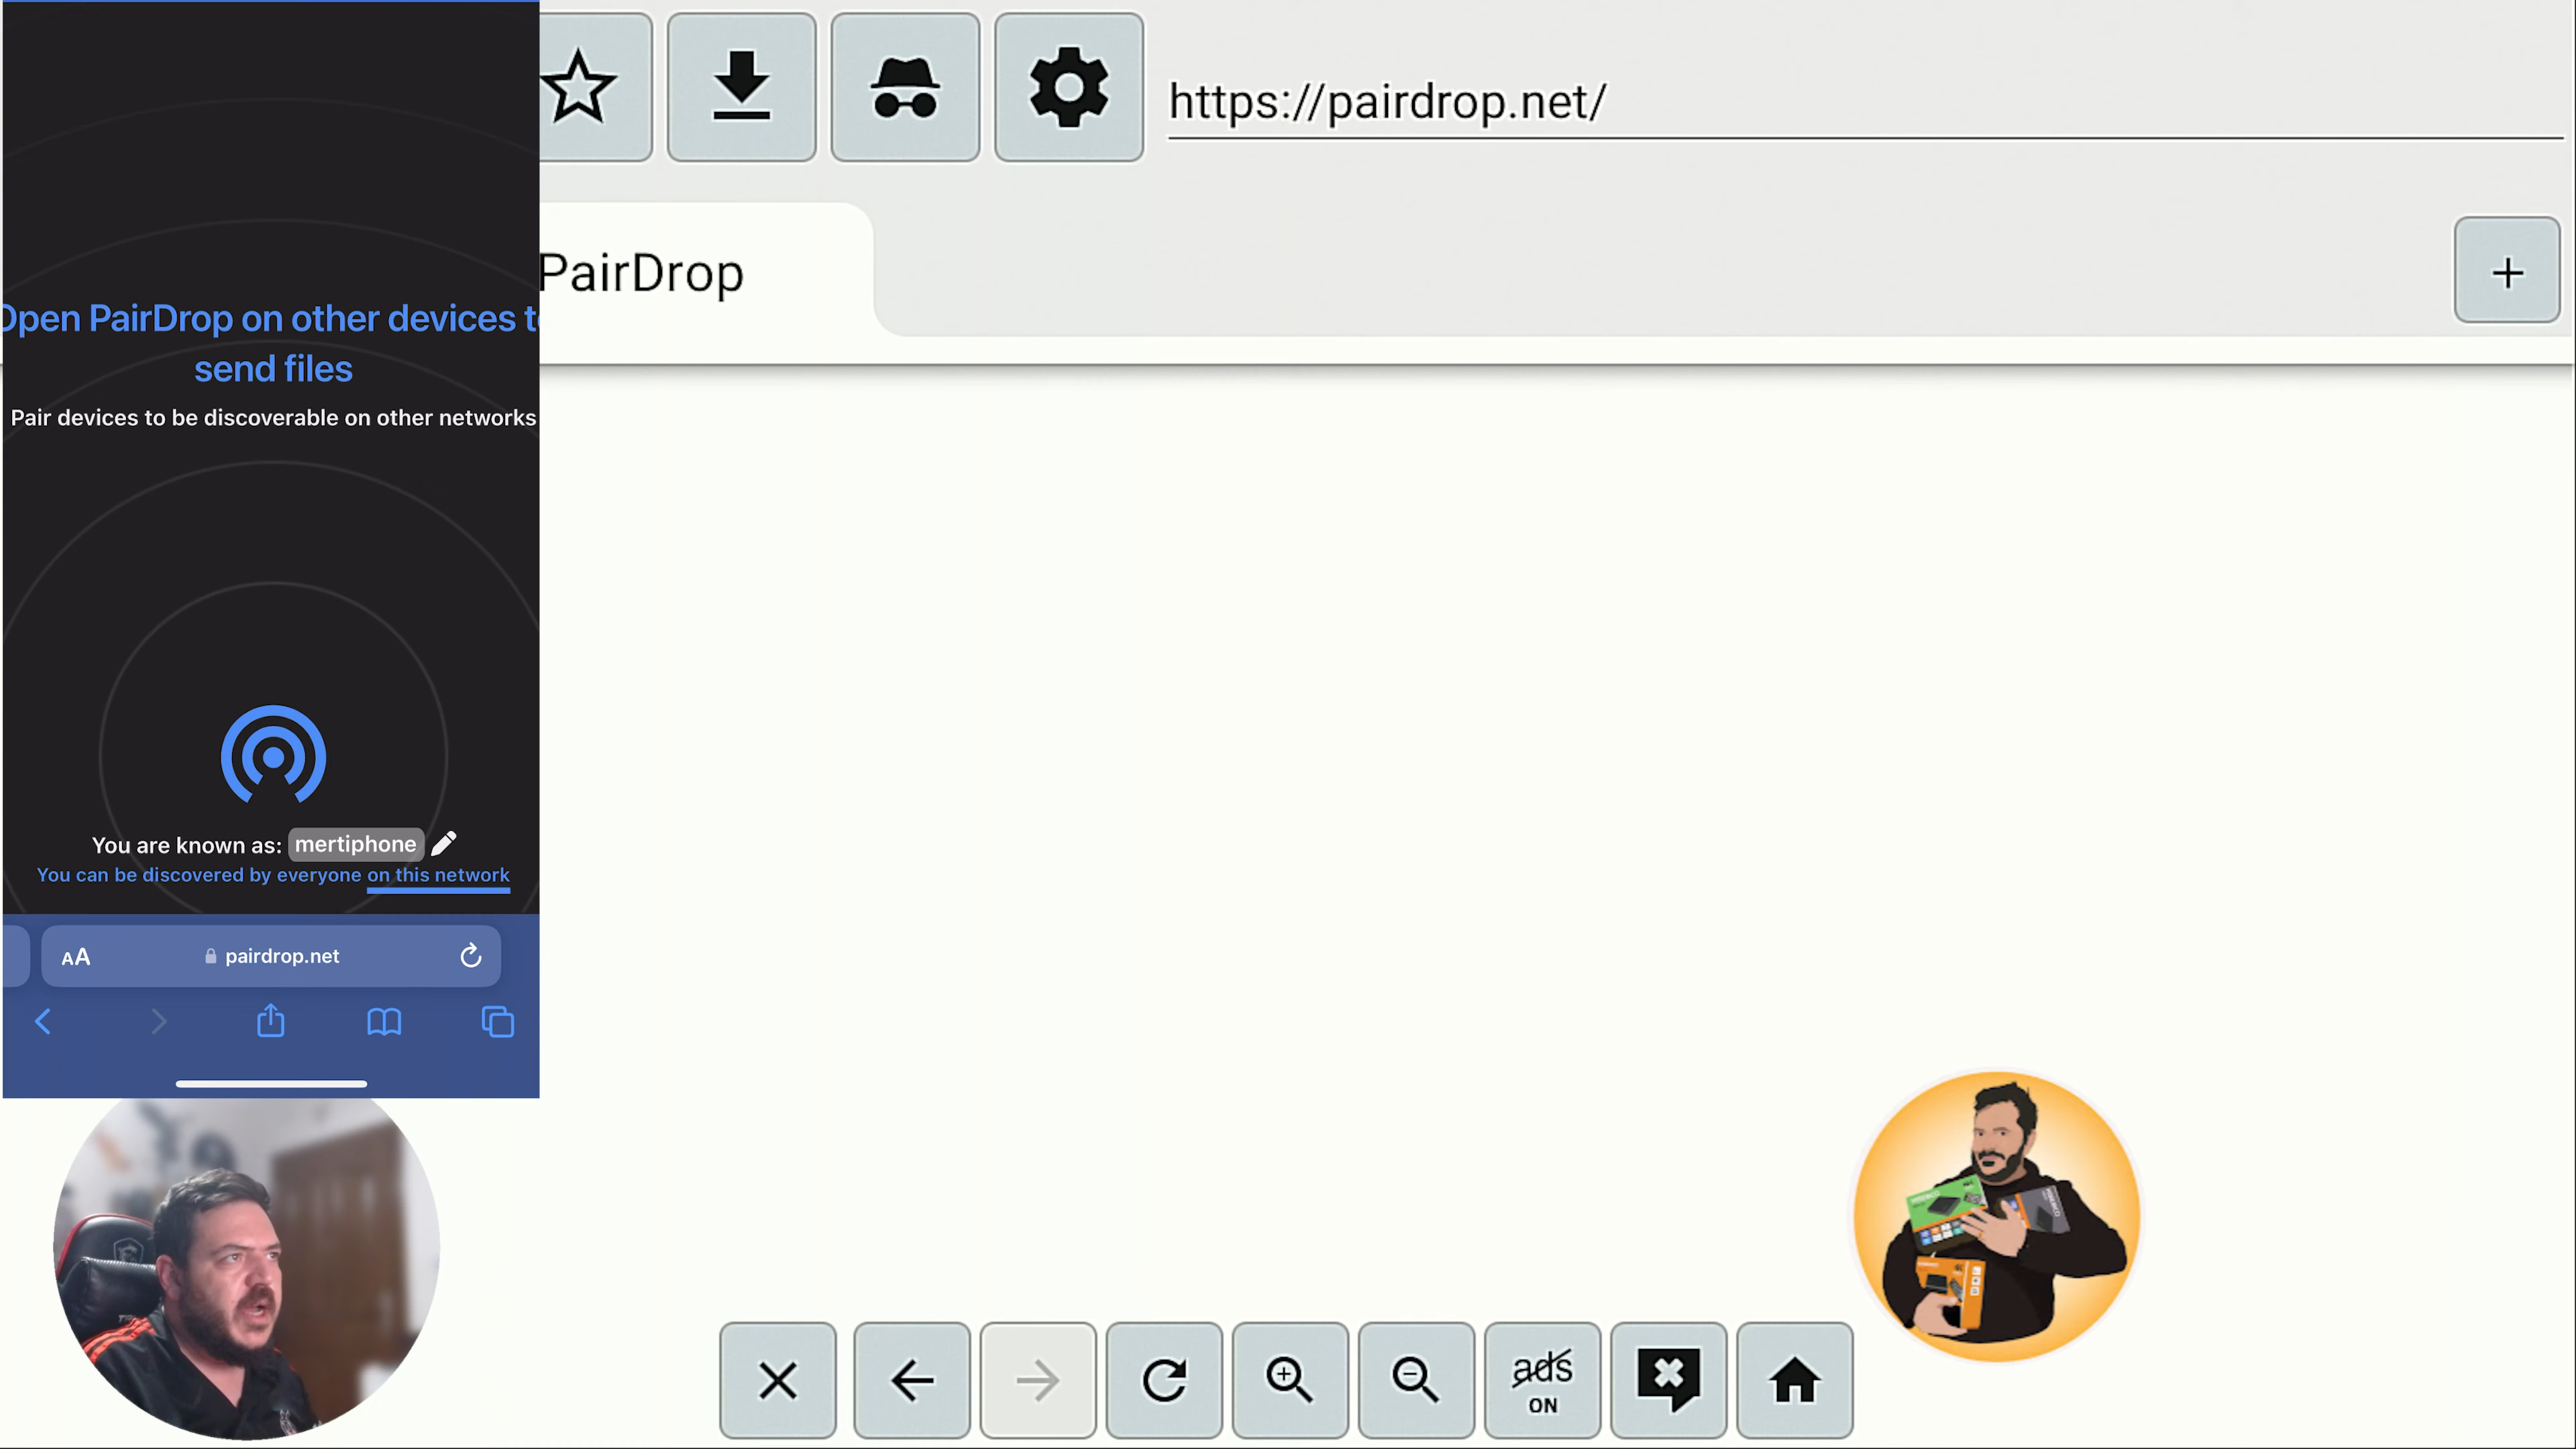 https://pairdrop.net/
PairDrop
Open PairDrop on other devices to
send files
Pair devices to be discoverable on other networks
You are known as: mertiphone
You can be discovered by everyone on this network
AA
pairdrop.net
ads
ON